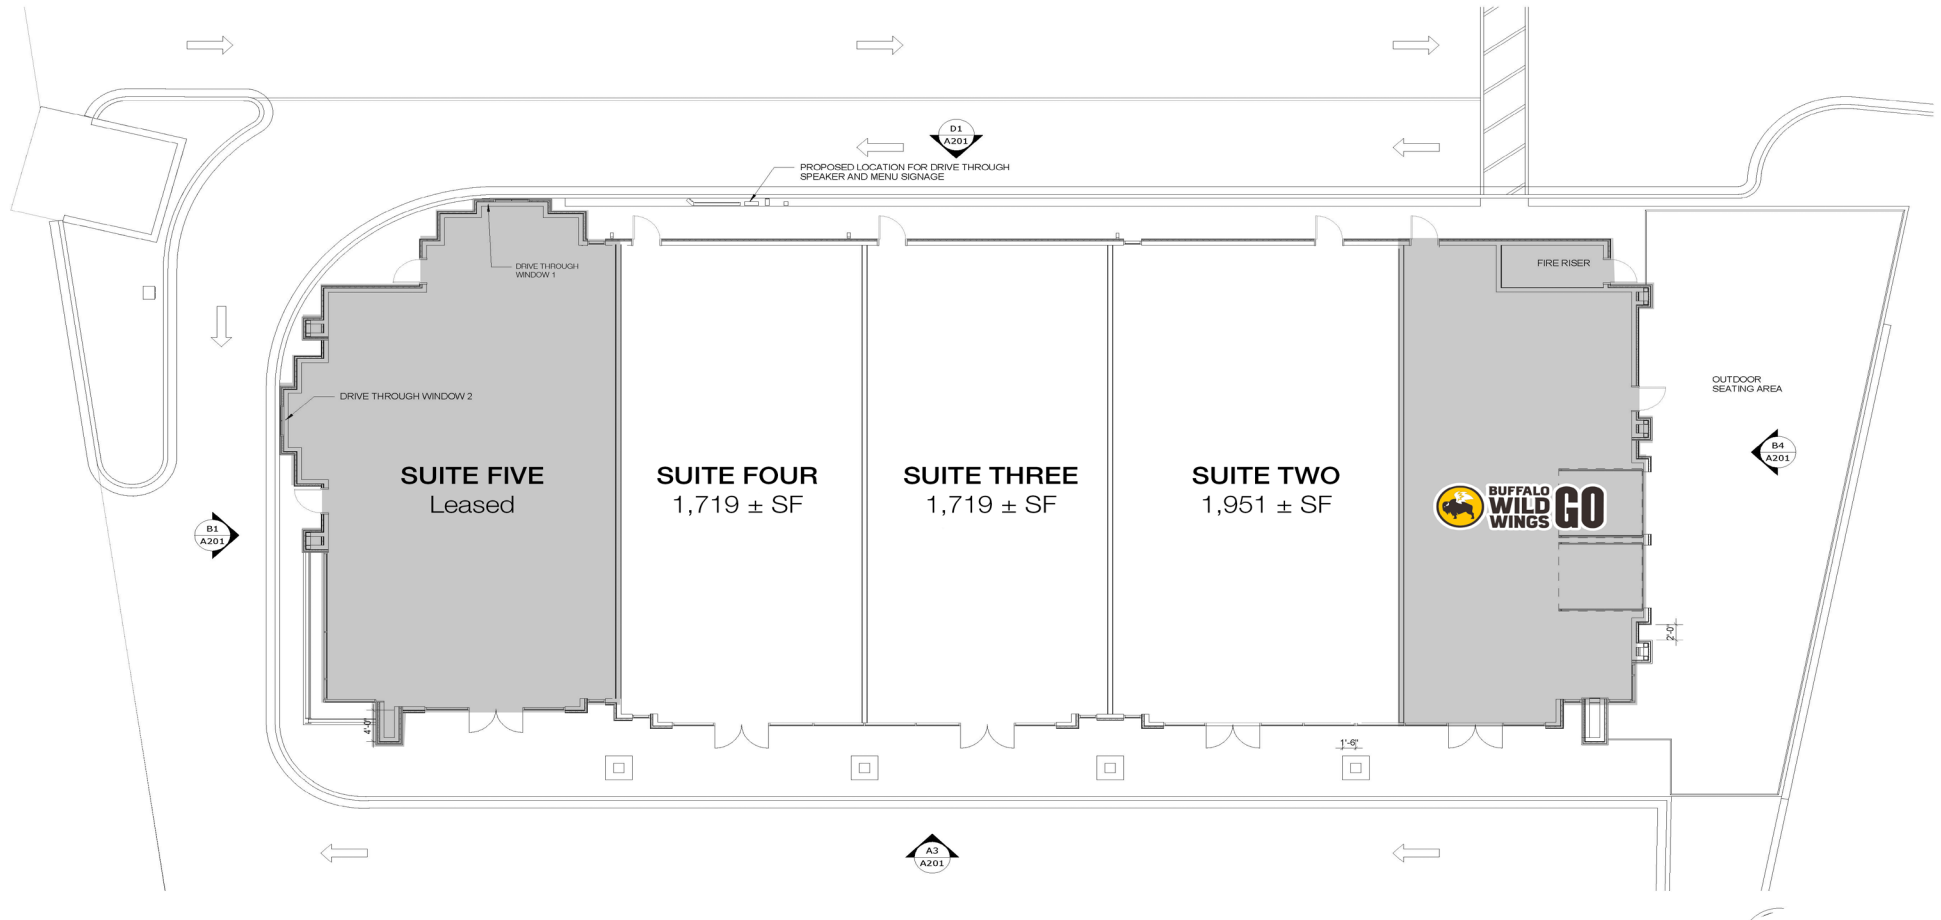 D1
A201
PROPOSED LOCATION FOR DRIVE THROUGH
SPEAKER AND MENU SIGNAGE
DRIVE THROUGH
WINDOW 1
FIRE RISER
DRIVE THROUGH WINDOW 2
OUTDOOR
SEATING AREA
B4
A201
SUITE FIVE
Leased
SUITE FOUR
1,719 ± SF
SUITE THREE
1,719 ± SF
SUITE TWO
1,951 ± SF
BUFFALO
WILD
WINGS
GO
B1
A201
2'-0"
4'-0"
1'-6"
A3
A201